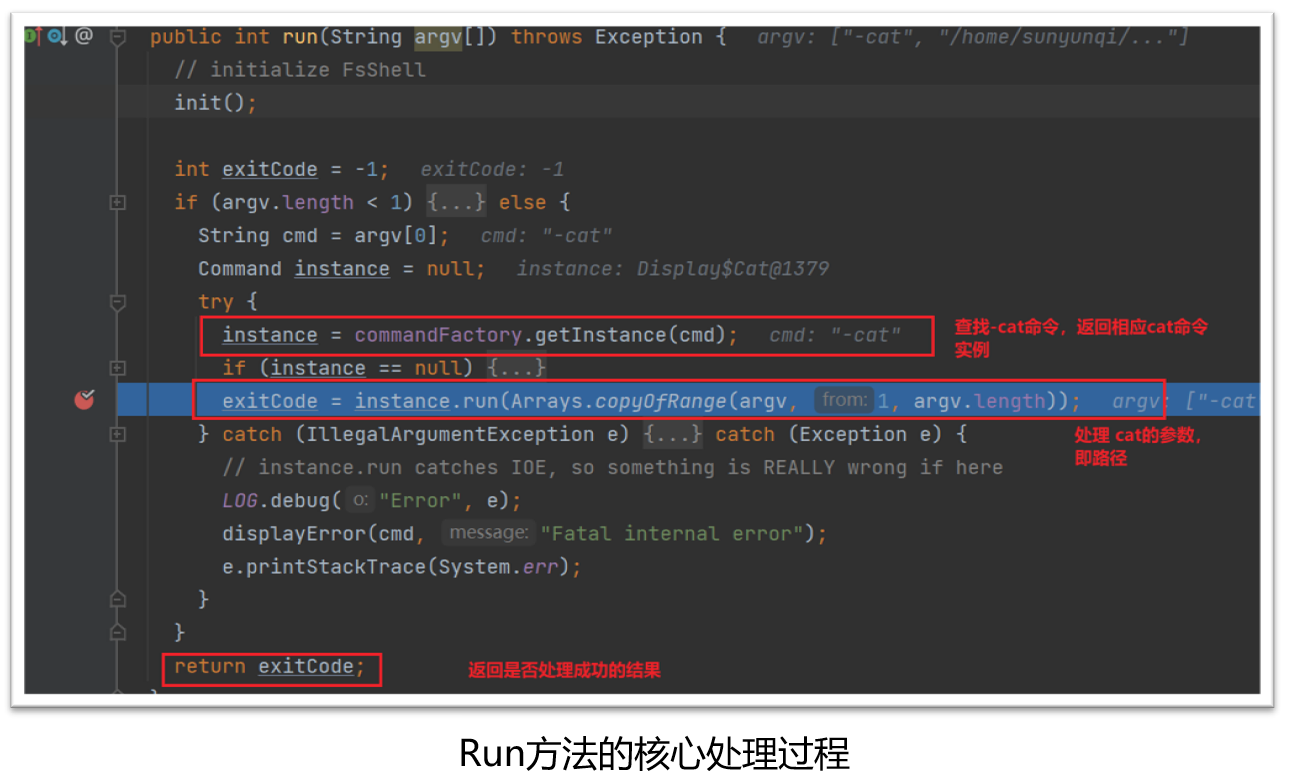 public int run(String argv[]) throws Exception { argv: ["-cat", "/home/sunyunqi/..."]
// initialize FsShell
init();
int exitCode = -1; exitCode: -1
if (argv.length < 1) {...} else {
String cmd = argv[0]; cmd: "-cat"
Command instance = null; instance: Display$Cat@1379
try {
instance = commandFactory.getInstance(cmd); cmd: "-cat"
查找-cat命令，返回相应cat命令
实例
if (instance == null) {...}
exitCode = instance.run(Arrays.copyOfRange(argv, from: 1, argv.length)); argv: ["-cat
} catch (IllegalArgumentException e) {...} catch (Exception e) {
处理 cat的参数，
即路径
// instance.run catches IOE, so something is REALLY wrong if here
LOG.debug( o: "Error", e);
displayError(cmd, message: "Fatal internal error");
e.printStackTrace(System.err);
}
}
return exitCode;
返回是否处理成功的结果
Run方法的核心处理过程